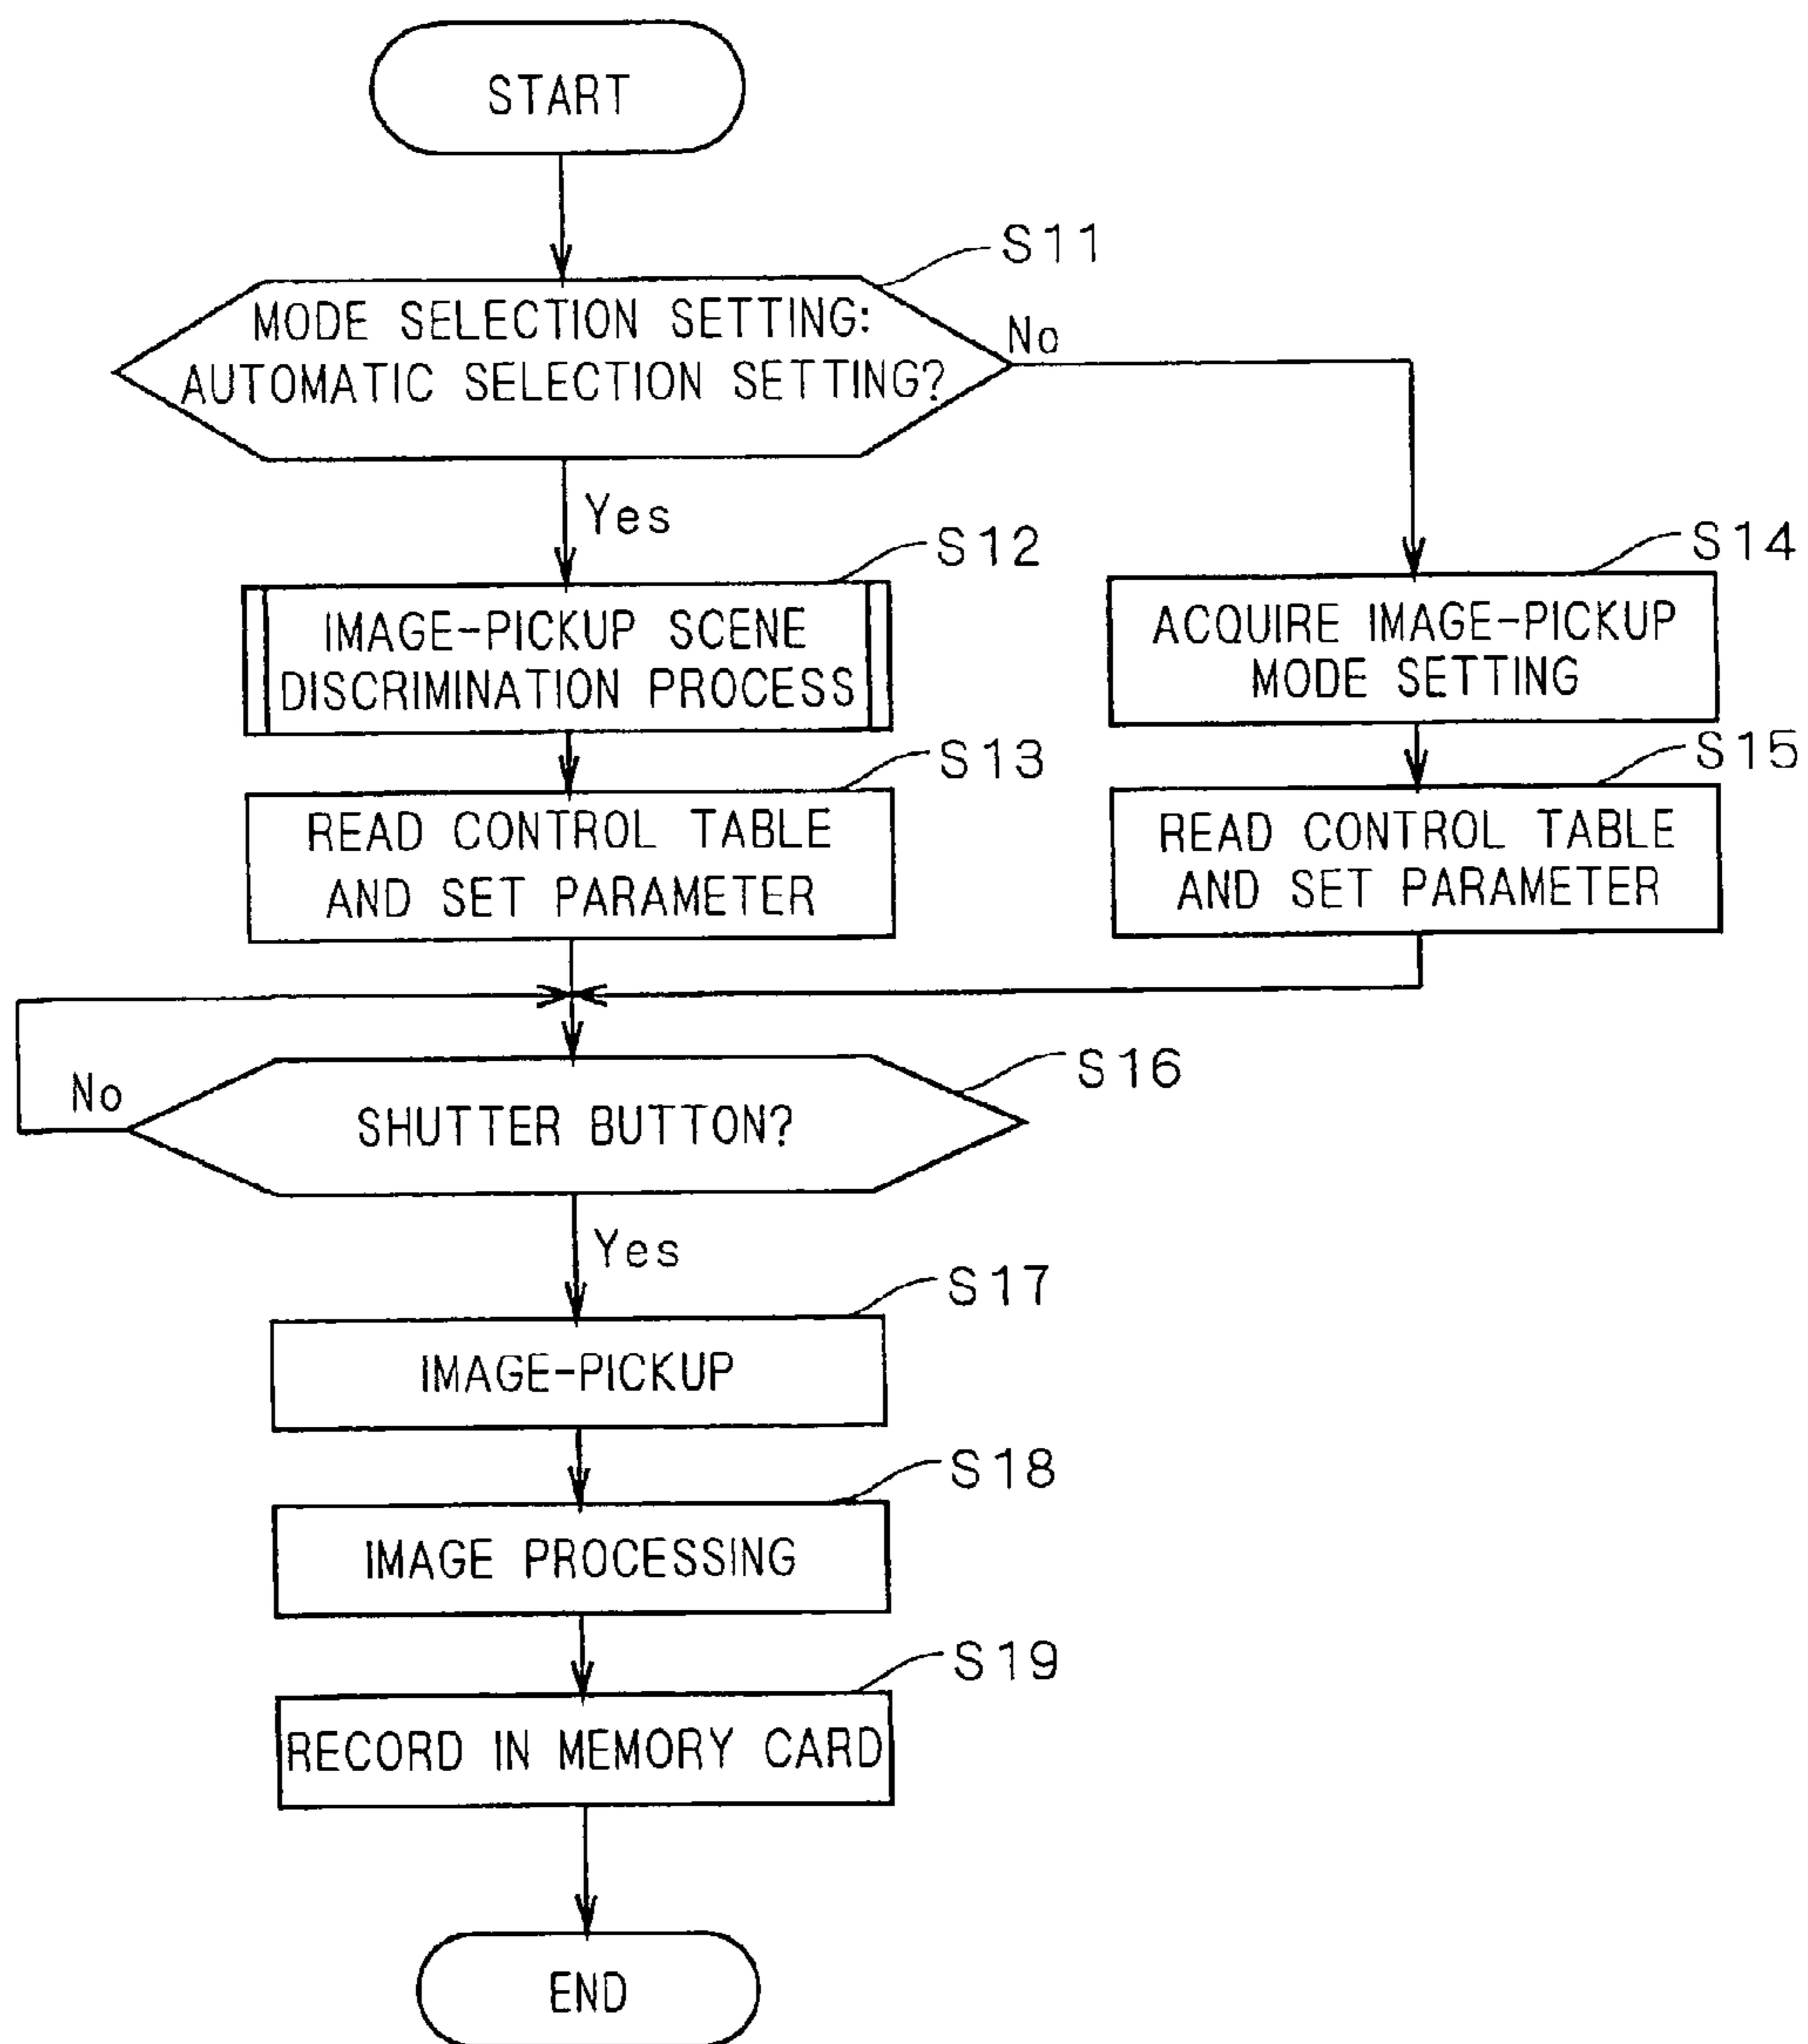 START
S11
MODE SELECTION SETTING:
AUTOMATIC SELECTION SETTING?
No
Yes
S12
IMAGE-PICKUP SCENE
DISCRIMINATION PROCESS
S14
ACQUIRE IMAGE-PICKUP
MODE SETTING
S13
READ CONTROL TABLE
AND SET PARAMETER
S15
READ CONTROL TABLE
AND SET PARAMETER
S16
No
SHUTTER BUTTON?
Yes
S17
IMAGE-PICKUP
S18
IMAGE PROCESSING
S19
RECORD IN MEMORY CARD
END